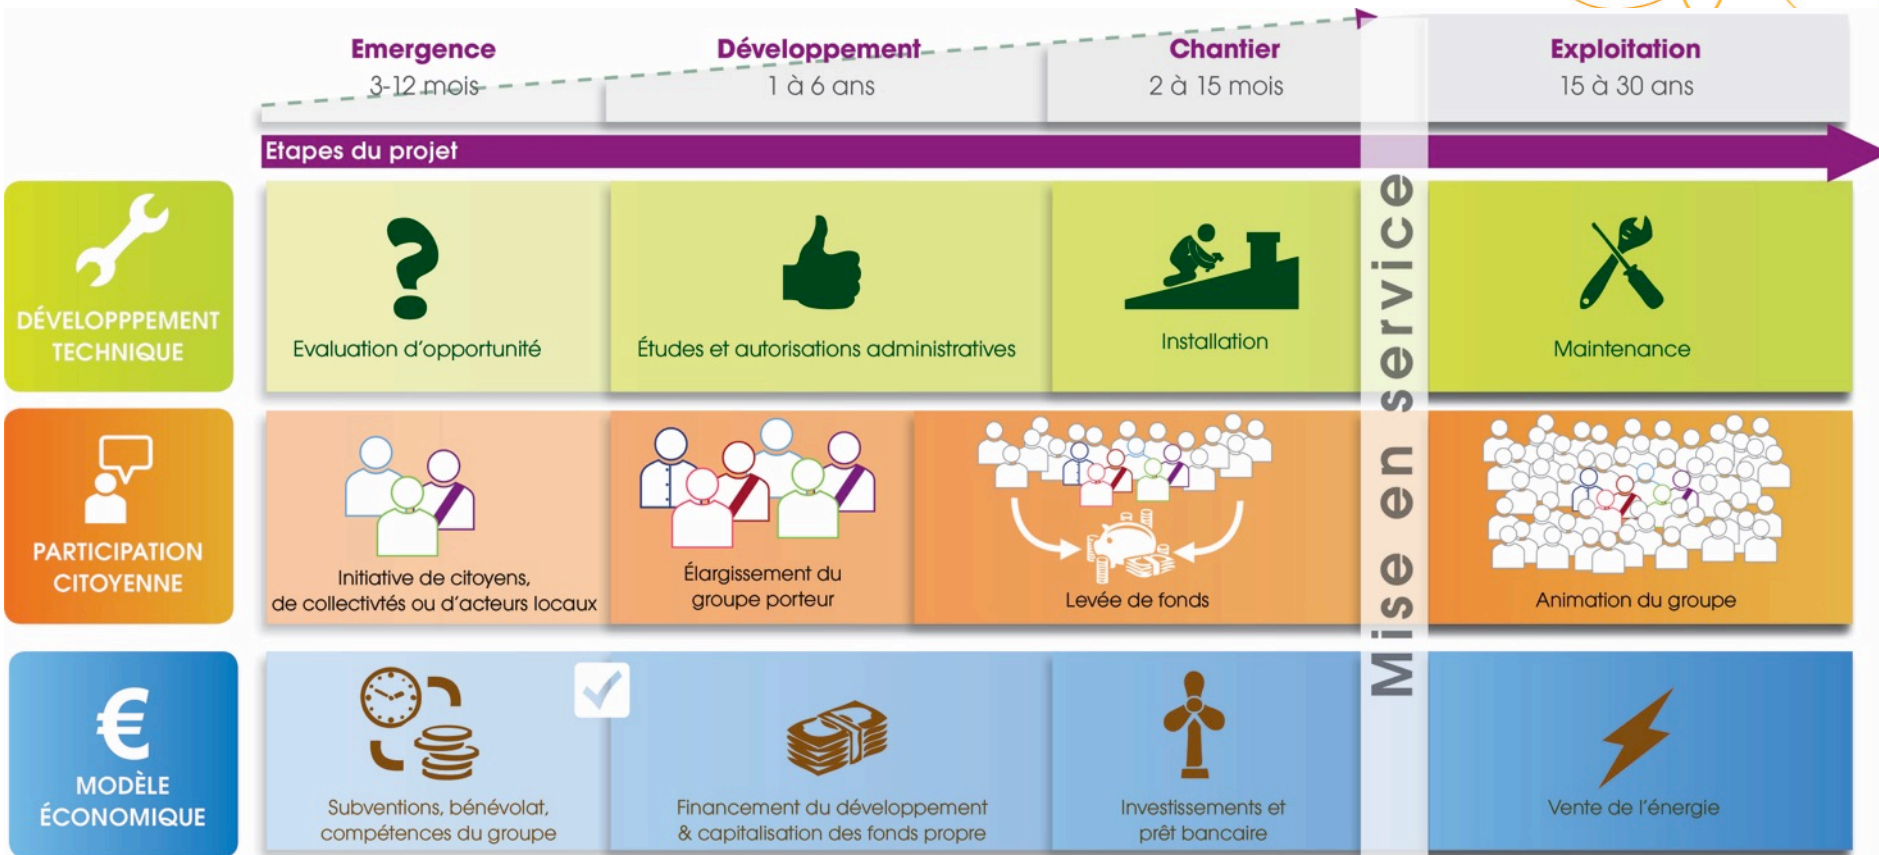 Emergence
3-12 mois
Développement
1 à 6 ans
Chantier
2 à 15 mois
Exploitation
15 à 30 ans
Etapes du projet
Mise en service
DÉVELOPPPEMENT
TECHNIQUE
Evaluation d'opportunité
Études et autorisations administratives
Installation
Maintenance
PARTICIPATION
CITOYENNE
Initiative de citoyens,
de collectivtés ou d'acteurs locaux
Élargissement du
groupe porteur
Levée de fonds
Animation du groupe
€
MODÈLE
ÉCONOMIQUE
Subventions, bénévolat,
compétences du groupe
Financement du développement
& capitalisation des fonds propre
Investissements et
prêt bancaire
Vente de l'énergie